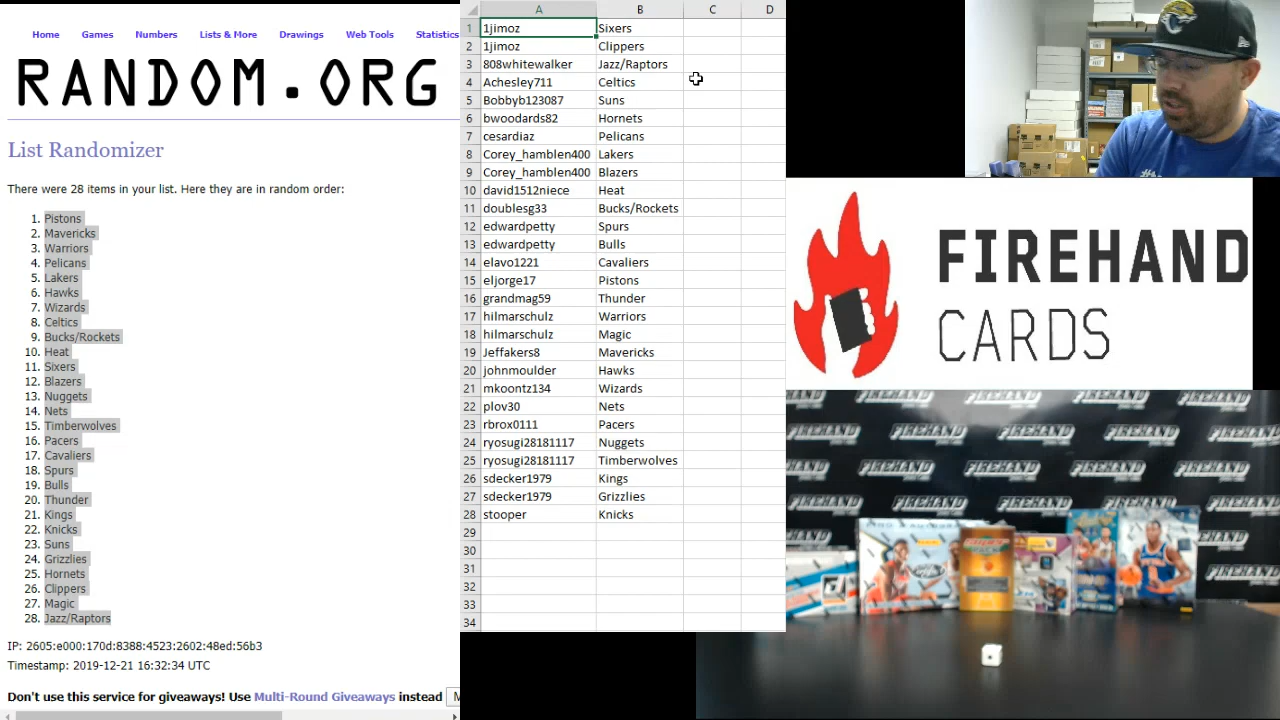 Home Games Numbers Lists & More Drawings Web Tools Statistics
RANDOM.ORG
List Randomizer
There were 28 items in your list. Here they are in random order:
1. Pistons
2. Mavericks
3. Warriors
4. Pelicans
5. Lakers
6. Hawks
7. Wizards
8. Celtics
9. Bucks/Rockets
10. Heat
11. Sixers
12. Blazers
13. Nuggets
14. Nets
15. Timberwolves
16. Pacers
17. Cavaliers
18. Spurs
19. Bulls
20. Thunder
21. Kings
22. Knicks
23. Suns
24. Grizzlies
25. Hornets
26. Clippers
27. Magic
28. Jazz/Raptors
IP: 2605:e000:170d:8388:4523:2602:48ed:56b3
Timestamp: 2019-12-21 16:32:34 UTC
Don't use this service for giveaways! Use Multi-Round Giveaways instead
A B C D
1 1jimoz Sixers
2 1jimoz Clippers
3 808whitewalker Jazz/Raptors
4 Achesley711 Celtics
5 Bobbyb123087 Suns
6 bwoodards82 Hornets
7 cesardiaz Pelicans
8 Corey_hamblen400 Lakers
9 Corey_hamblen400 Blazers
10 david1512niece Heat
11 doublesg33 Bucks/Rockets
12 edwardpetty Spurs
13 edwardpetty Bulls
14 elavo1221 Cavaliers
15 eljorge17 Pistons
16 grandmag59 Thunder
17 hilmarschulz Warriors
18 hilmarschulz Magic
19 Jeffakers8 Mavericks
20 johnmoulder Hawks
21 mkoontz134 Wizards
22 plov30 Nets
23 rbrox0111 Pacers
24 ryosugi28181117 Nuggets
25 ryosugi28181117 Timberwolves
26 sdecker1979 Kings
27 sdecker1979 Grizzlies
28 stooper Knicks
29
30
31
32
33
34
FIREHAND
CARDS
FIREHAND FIREHAND FIREHAND
FIREHAND FIREHAND